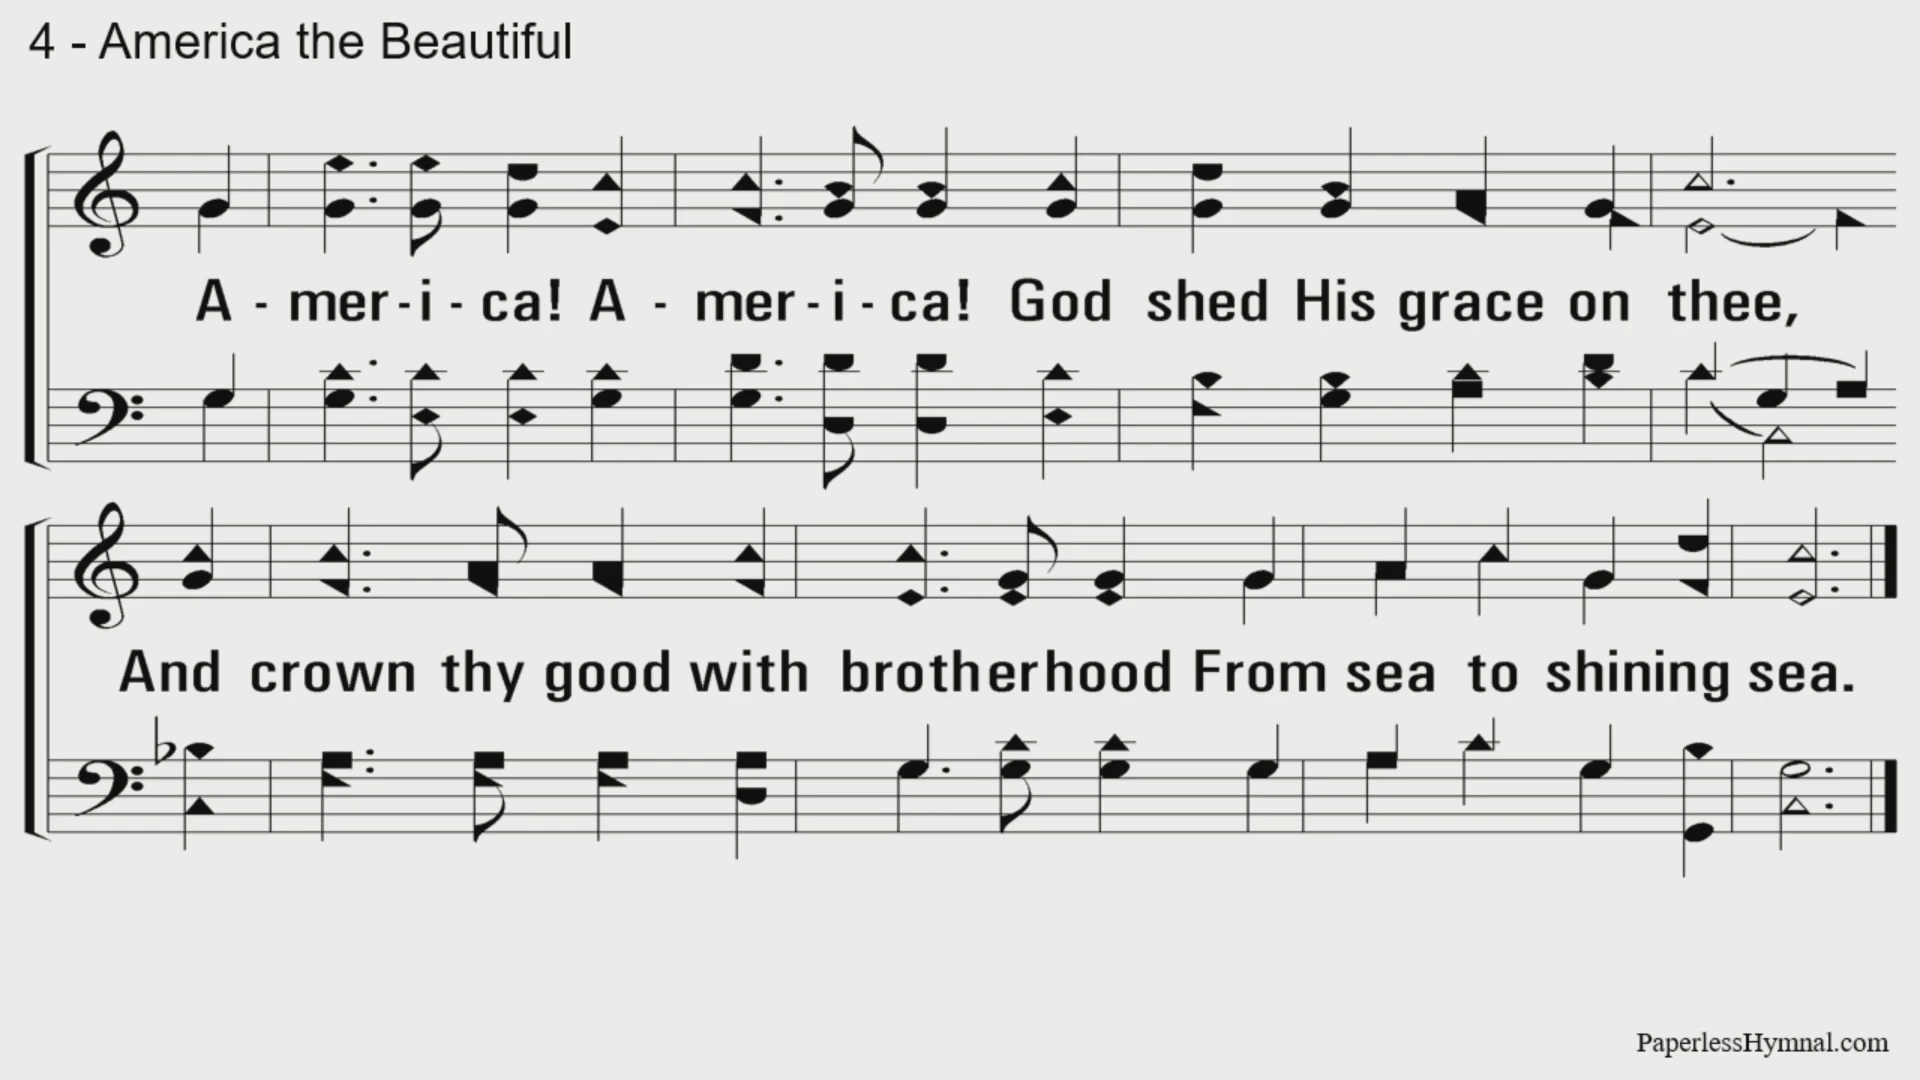 4 - America the Beautiful
A - mer - i - ca! A - mer - i - ca! God shed His grace on thee,
And crown thy good with brotherhood From sea to shining sea.
PaperlessHymnal.com